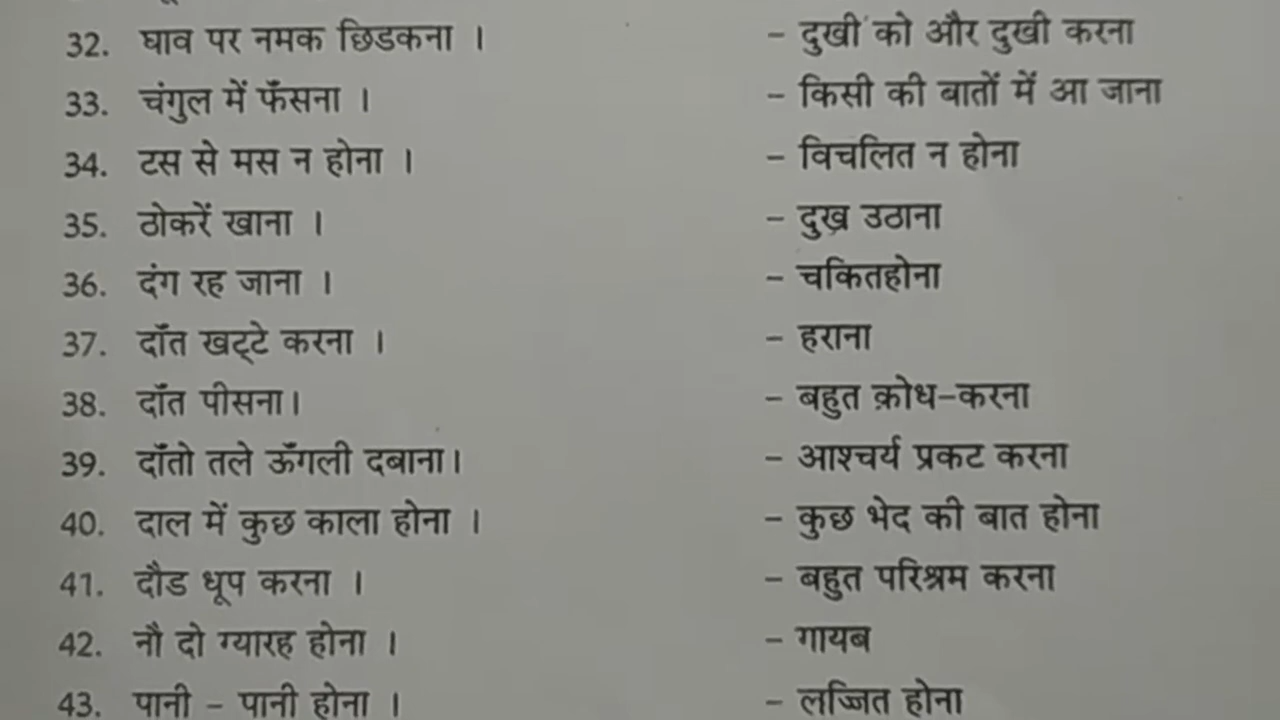 32. घाव पर नमक छिडकना । - दुखी को और दुखी करना
33. चंगुल में फँसना । - किसी की बातों में आ जाना
34. टस से मस न होना । - विचलित न होना
35. ठोकरें खाना । - दुख उठाना
36. दंग रह जाना । - चकितहोना
37. दाँत खट्टे करना । - हराना
38. दाँत पीसना। - बहुत क्रोध-करना
39. दाँतो तले ऊँगली दबाना। - आश्चर्य प्रकट करना
40. दाल में कुछ काला होना । - कुछ भेद की बात होना
41. दौड धूप करना । - बहुत परिश्रम करना
42. नौ दो ग्यारह होना । - गायब
43. पानी - पानी होना । - लज्जित होना